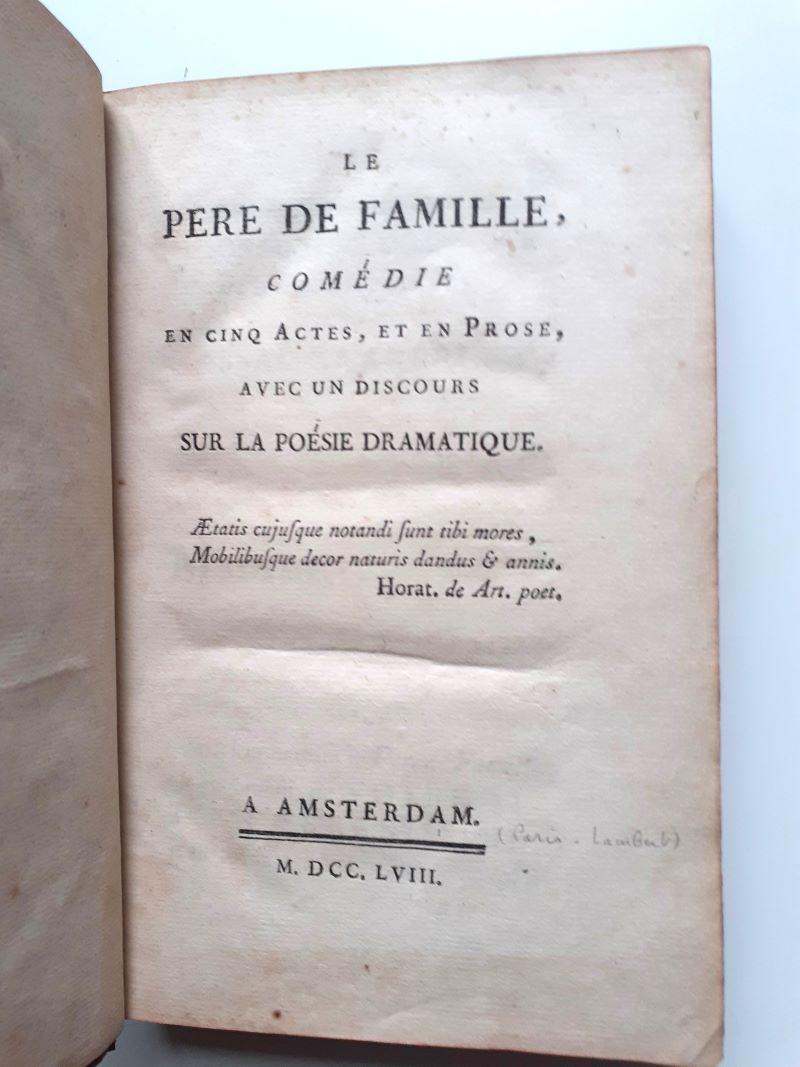 LE
PERE DE FAMILLE,
COMÉDIE
EN CINQ ACTES, ET EN PROSE,
AVEC UN DISCOURS
SUR LA POÉSIE DRAMATIQUE.
Ætatis cujuſque notandi ſunt tibi mores,
Mobilibuſque decor naturis dandus & annis.
Horat. de Art. poet.
A AMSTERDAM.
(Paris - Lambert)
M. DCC. LVIII.